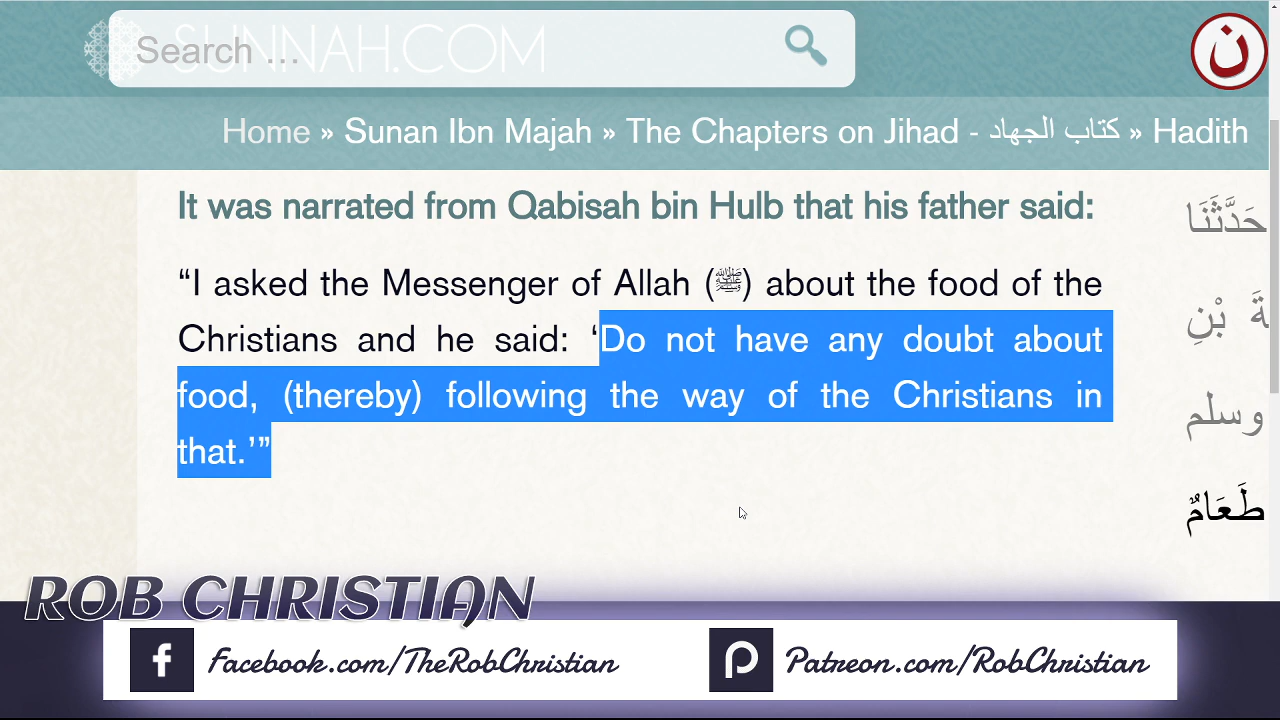 SUNNAH.COM
Search ...
ن
Home » Sunan Ibn Majah » The Chapters on Jihad - كتاب الجهاد » Hadith
It was narrated from Qabisah bin Hulb that his father said:
حَدَّثَنَا
“I asked the Messenger of Allah (ﷺ) about the food of the
Christians and he said: ‘Do not have any doubt about
ةَ بْنِ
food, (thereby) following the way of the Christians in
وسلم
that.’”
طَعَامٌ
ROB CHRISTIAN
f Facebook.com/TheRobChristian
Patreon.com/RobChristian